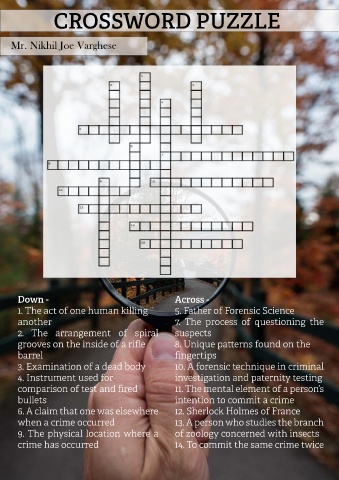 CROSSWORD PUZZLE
Mr. Nikhil Joe Varghese
Down -
1. The act of one human killing
another
2. The arrangement of spiral
grooves on the inside of a rifle
barrel
3. Examination of a dead body
4. Instrument used for
comparison of test and fired
bullets
6. A claim that one was elsewhere
when a crime occurred
9. The physical location where a
crime has occurred
Across -
5. Father of Forensic Science
7. The process of questioning the
suspects
8. Unique patterns found on the
fingertips
10. A forensic technique in criminal
investigation and paternity testing
11. The mental element of a person's
intention to commit a crime
12. Sherlock Holmes of France
13. A person who studies the branch
of zoology concerned with insects
14. To commit the same crime twice